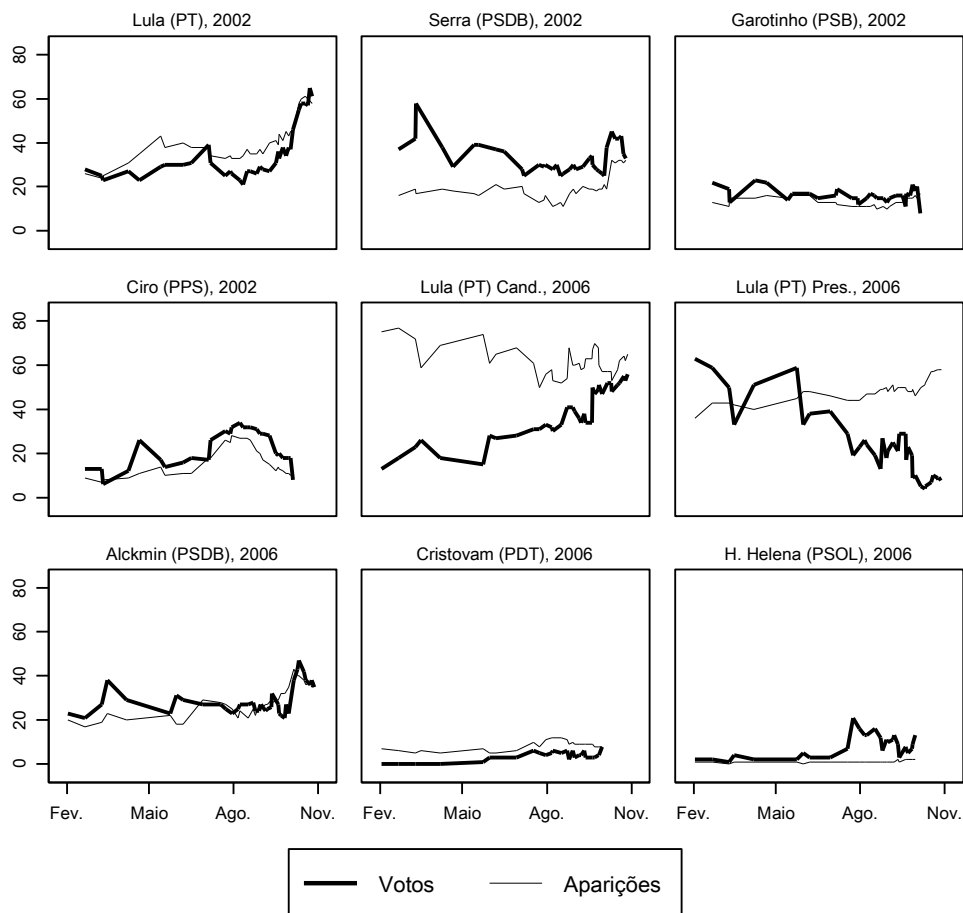 Lula (PT), 2002
Serra (PSDB), 2002
Garotinho (PSB), 2002
80
60
40
20
0
Ciro (PPS), 2002
Lula (PT) Cand., 2006
Lula (PT) Pres., 2006
80
60
40
20
0
Alckmin (PSDB), 2006
Cristovam (PDT), 2006
H. Helena (PSOL), 2006
80
60
40
20
0
Fev. Maio Ago. Nov. Fev. Maio Ago. Nov. Fev. Maio Ago. Nov.
Votos Aparições